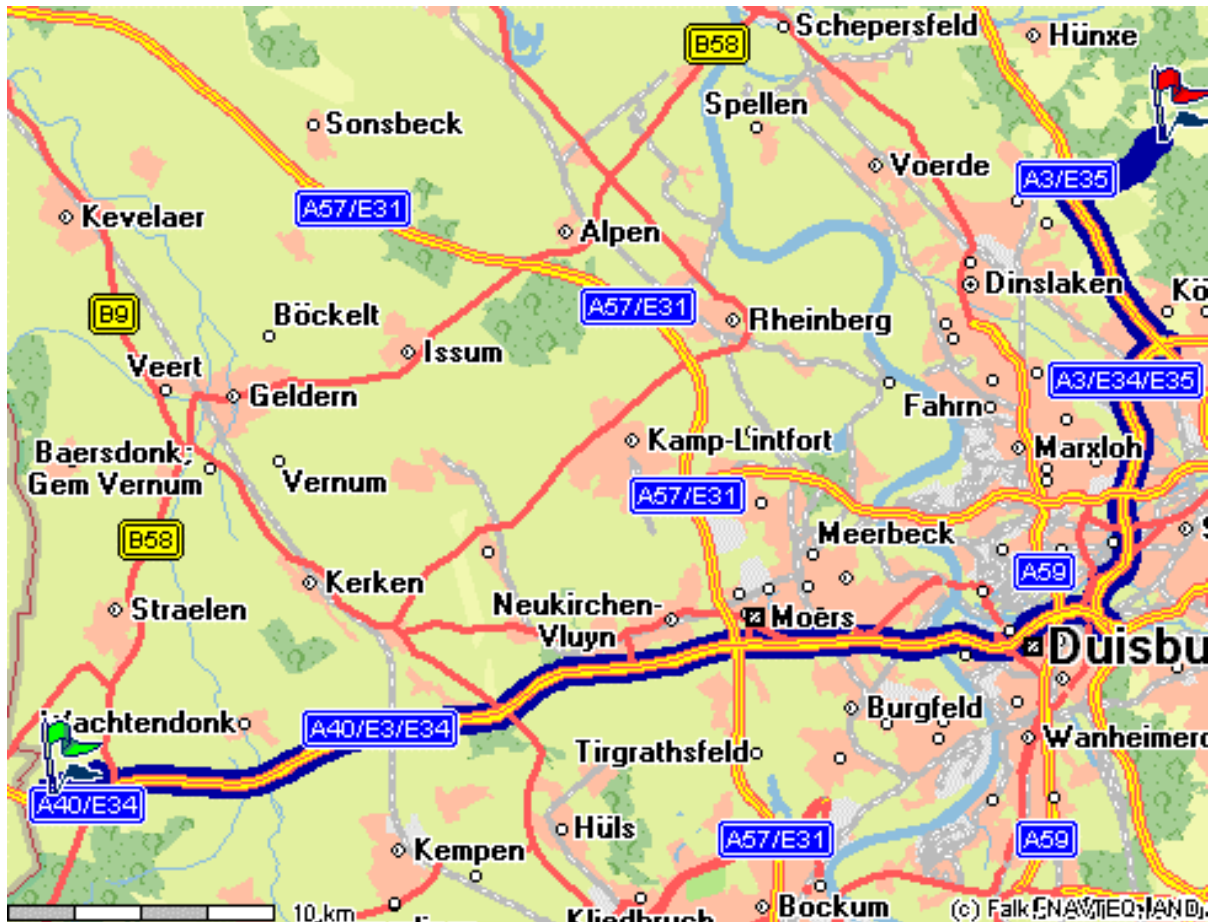 B58
Schepersfeld
Hünxe
Sonsbeck
Spellen
Voerde
A3/E35
Kevelaer
A57/E31
Alpen
Dinslaken
Kö
B9
Böckelt
A57/E31
Rheinberg
Veert
Issum
A3/E34/E35
Geldern
Fahrn
Baersdonk;
Gem Vernum
Vernum
Kamp-Lintfort
Marxloh
A57/E31
B58
Meerbeck
S
Kerken
A59
Straelen
Neukirchen-
Vluyn
Moers
Duisbu
Wachtendonk
A40/E3/E34
Burgfeld
Tirgrathsfeld
Wanheimero
A40/E34
Hüls
A57/E31
A59
Kempen
10 km
Kliedbruch
Bockum
(c) Falk